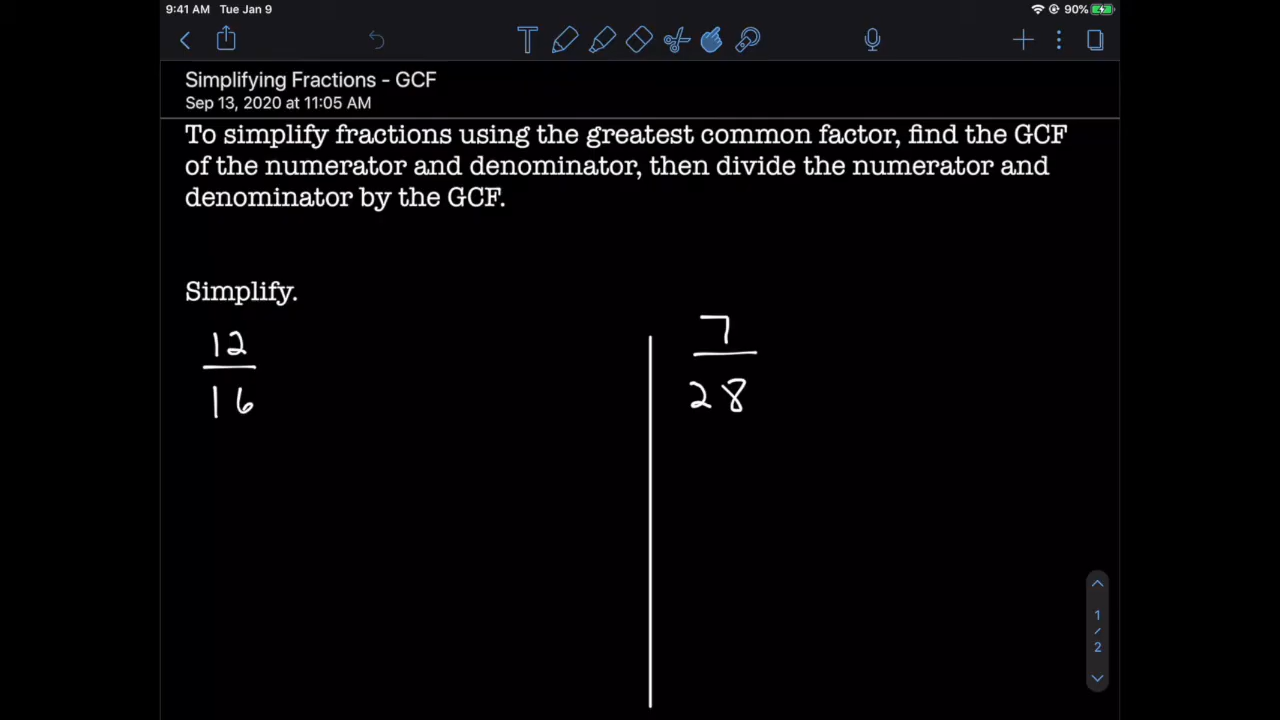 9:41 AM Tue Jan 9
90%
Simplifying Fractions - GCF
Sep 13, 2020 at 11:05 AM
To simplify fractions using the greatest common factor, find the GCF
of the numerator and denominator, then divide the numerator and
denominator by the GCF.
Simplify.
12
16
7
28
1
/
2